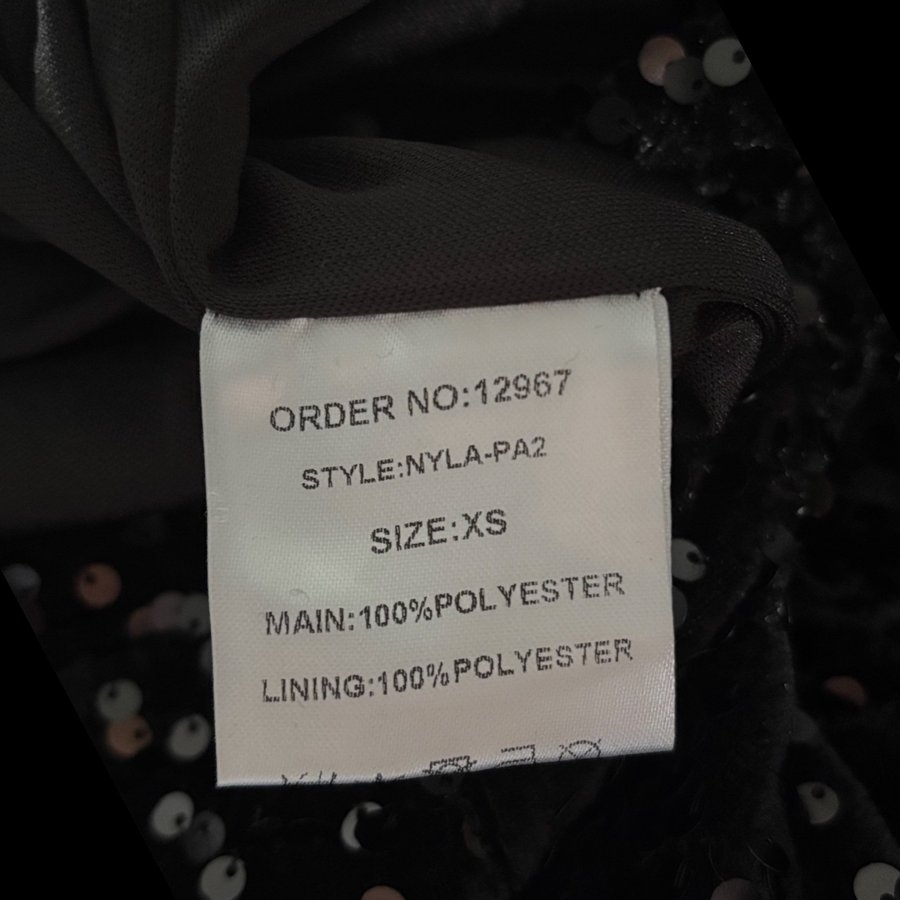 ORDER NO:12967
STYLE:NYLA-PA2
SIZE:XS
MAIN:100%POLYESTER
LINING:100%POLYESTER